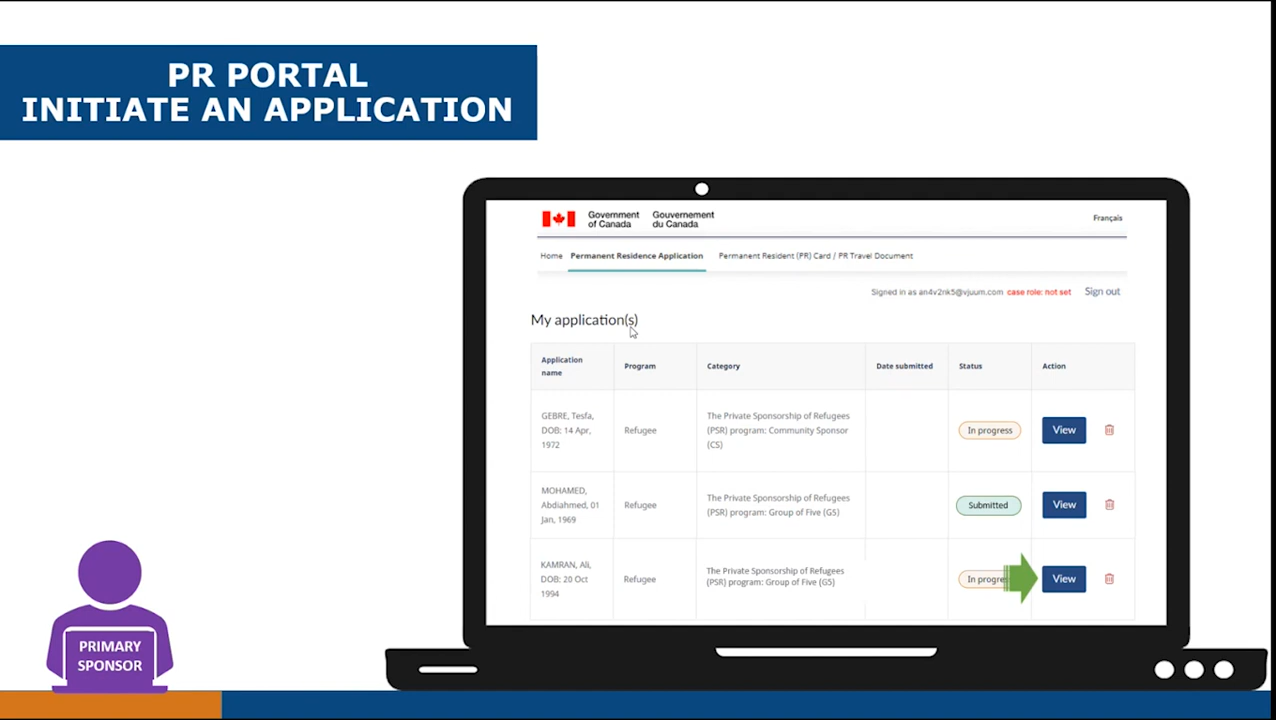 PR PORTAL
INITIATE AN APPLICATION
Government
of Canada
Gouvernement
du Canada
Français
Home
Permanent Residence Application
Permanent Resident (PR) Card / PR Travel Document
Signed in as an4v2nk5@vjuum.com case role: not set
Sign out
My application(s)
Application
name
Program
Category
Date submitted
Status
Action
GEBRE, Tesfa,
DOB: 14 Apr,
1972
Refugee
The Private Sponsorship of Refugees
(PSR) program: Community Sponsor
(CS)
In progress
View
MOHAMED,
Abdiahmed, 01
Jan, 1969
Refugee
The Private Sponsorship of Refugees
(PSR) program: Group of Five (G5)
Submitted
View
KAMRAN, Ali,
DOB: 20 Oct
1994
Refugee
The Private Sponsorship of Refugees
(PSR) program: Group of Five (G5)
In progre
View
PRIMARY
SPONSOR